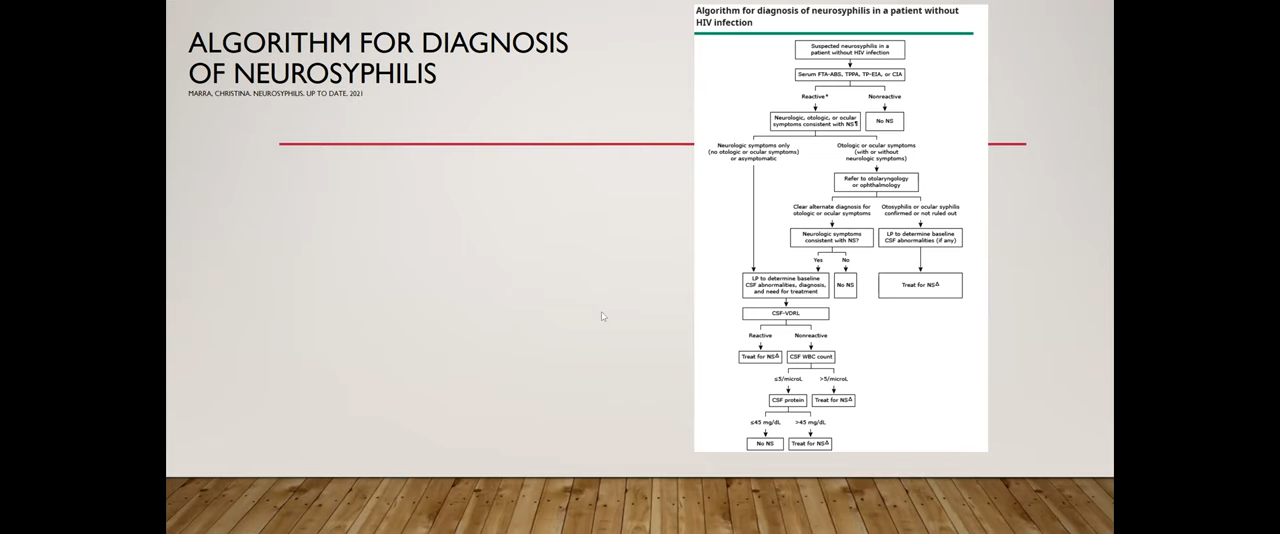 ALGORITHM FOR DIAGNOSIS
OF NEUROSYPHILIS
MARRA, CHRISTINA. NEUROSYPHILIS. UP TO DATE. 2021
Algorithm for diagnosis of neurosyphilis in a patient without
HIV infection
Suspected neurosyphilis in a
patient without HIV infection
Serum FTA-ABS, TPPA, TP-EIA, or CIA
Reactive*
Nonreactive
Neurologic, otologic, or ocular
symptoms consistent with NS¶
No NS
Neurologic symptoms only
(no otologic or ocular symptoms)
or asymptomatic
Otologic or ocular symptoms
(with or without
neurologic symptoms)
Refer to otolaryngology
or ophthalmology
Clear alternate diagnosis for
otologic or ocular symptoms
Otosyphilis or ocular syphilis
confirmed or not ruled out
Neurologic symptoms
consistent with NS?
LP to determine baseline
CSF abnormalities (if any)
Yes
No
LP to determine baseline
CSF abnormalities, diagnosis,
and need for treatment
No NS
Treat for NSΔ
CSF-VDRL
Reactive
Nonreactive
Treat for NSΔ
CSF WBC count
≤5/microL
>5/microL
CSF protein
Treat for NSΔ
≤45 mg/dL
>45 mg/dL
No NS
Treat for NSΔ